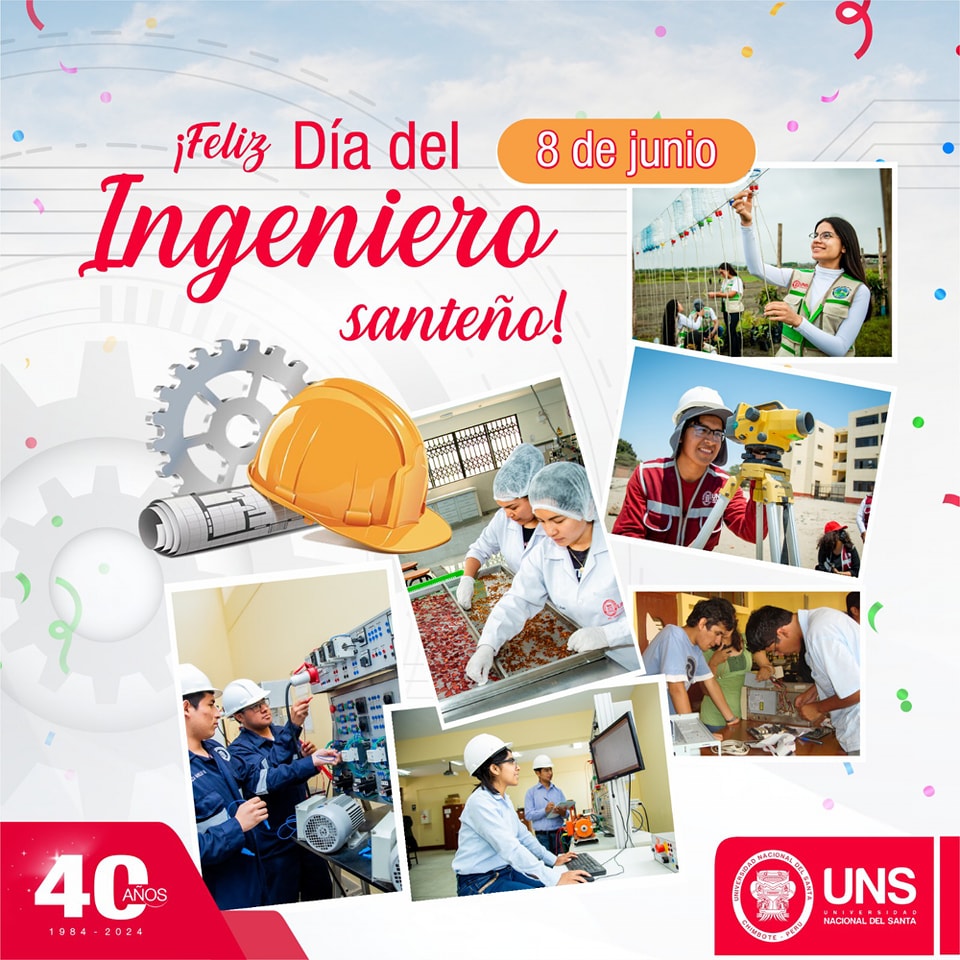 ¡Feliz Día del
8 de junio
Ingeniero
santeño!
40 AÑOS
1984 - 2024
UNIVERSIDAD NACIONAL DEL SANTA
CHIMBOTE - PERU
UNS
UNIVERSIDAD
NACIONAL DEL SANTA